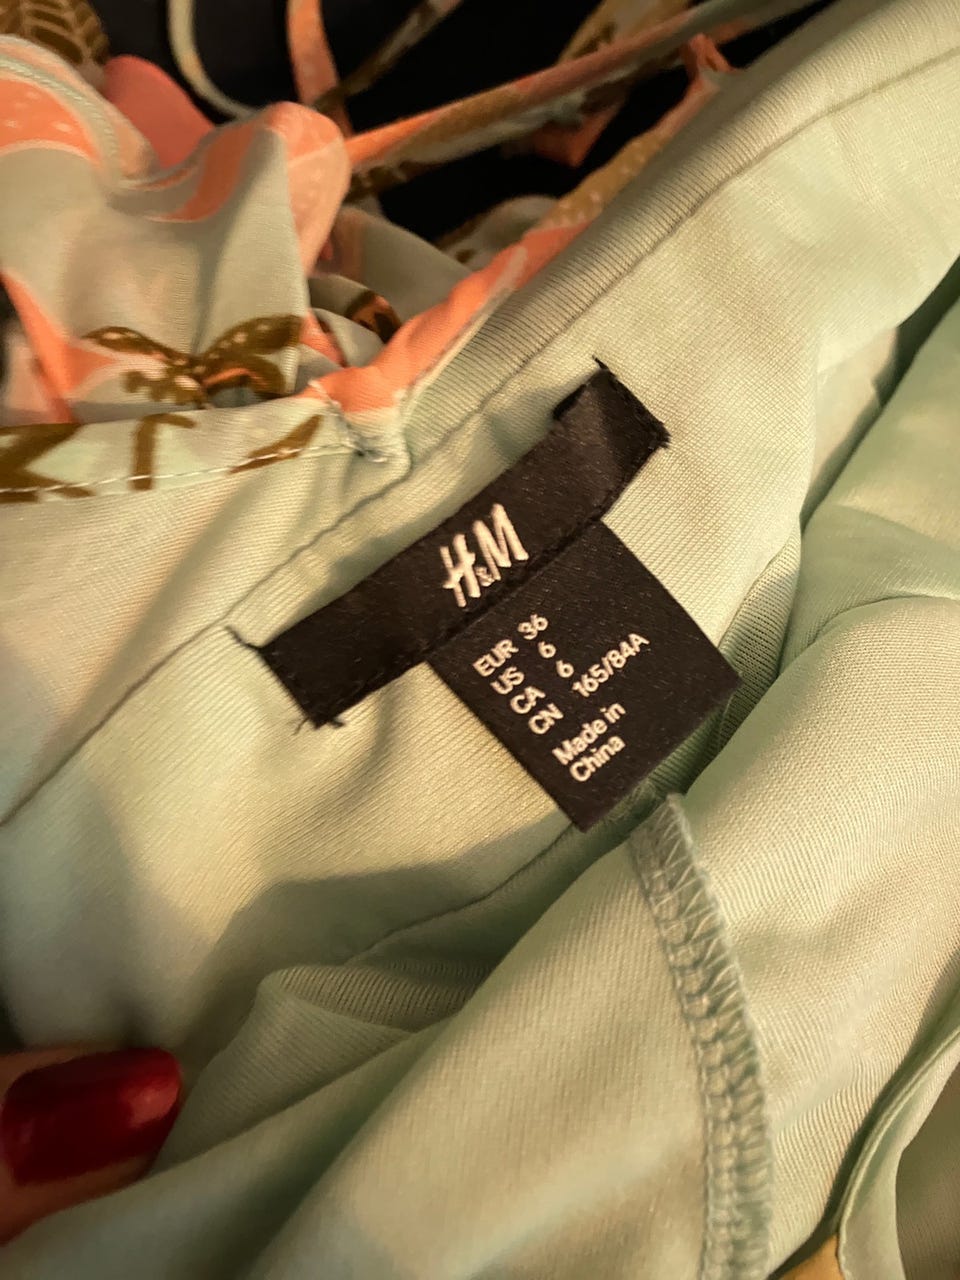 H&M
EUR 36
US 6
CA 6
CN 165/84A
Made in
China